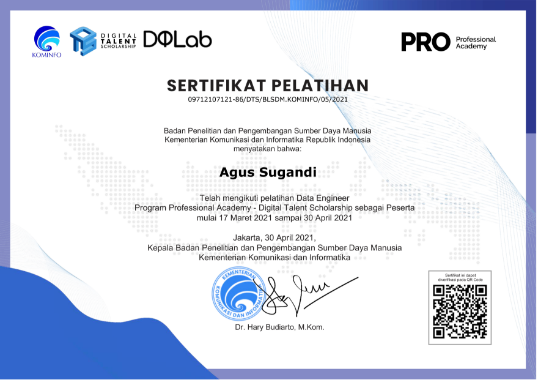 KOMINFO
DIGITAL
TALENT
SCHOLARSHIP
DQLab
PRO Professional
Academy
SERTIFIKAT PELATIHAN
09712107121-86/DTS/BLSDM.KOMINFO/05/2021
Badan Penelitian dan Pengembangan Sumber Daya Manusia
Kementerian Komunikasi dan Informatika Republik Indonesia
menyatakan bahwa:
Agus Sugandi
Telah mengikuti pelatihan Data Engineer
Program Professional Academy - Digital Talent Scholarship sebagai Peserta
mulai 17 Maret 2021 sampai 30 April 2021
Jakarta, 30 April 2021,
Kepala Badan Penelitian dan Pengembangan Sumber Daya Manusia
Kementerian Komunikasi dan Informatika
KEMENTERIAN
KOMUNIKASI DAN INFORMATIKA
Dr. Hary Budiarto, M.Kom.
Sertifikat ini dapat
diverifikasi pada QR Code